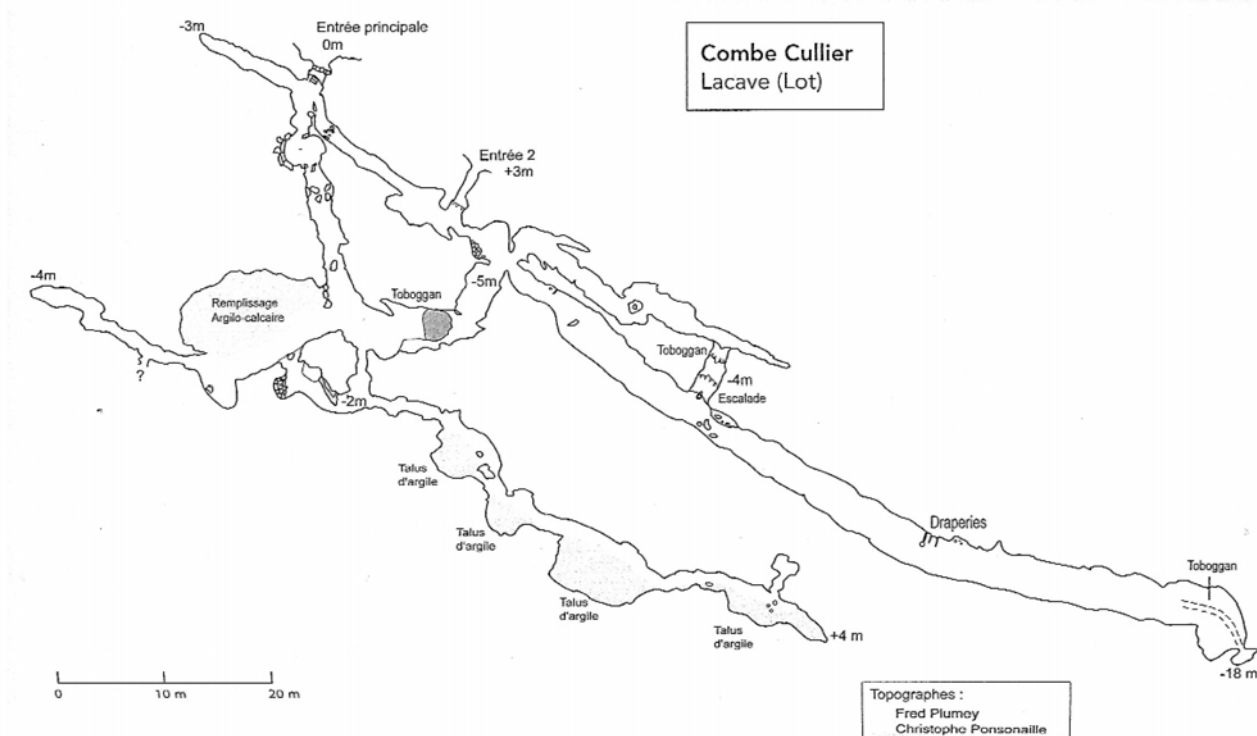 Combe Cullier
Lacave (Lot)
-3m
Entrée principale
0m
Entrée 2
+3m
-4m
Remplissage
Argilo-calcaire
Toboggan
-5m
?
-2m
Toboggan
-4m
Escalade
Talus
d'argile
Talus
d'argile
Talus
d'argile
Talus
d'argile
+4 m
Draperies
Toboggan
-18 m
0
10 m
20 m
Topographes :
Fred Plumey
Christophe Ponsonaille